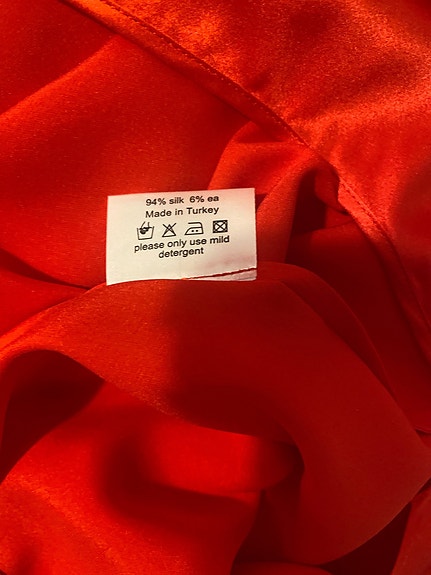 94% silk 6% ea
Made in Turkey
please only use mild
detergent